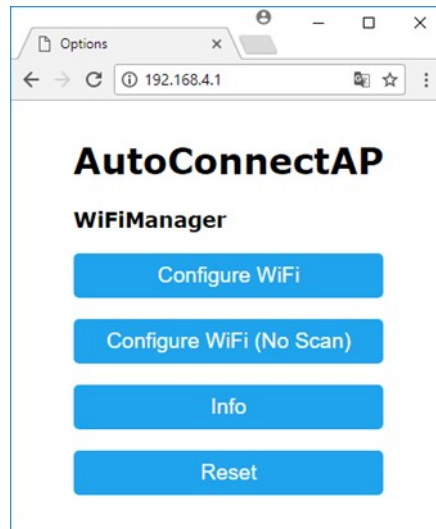 Options
192.168.4.1
AutoConnectAP
WiFiManager
Configure WiFi
Configure WiFi (No Scan)
Info
Reset